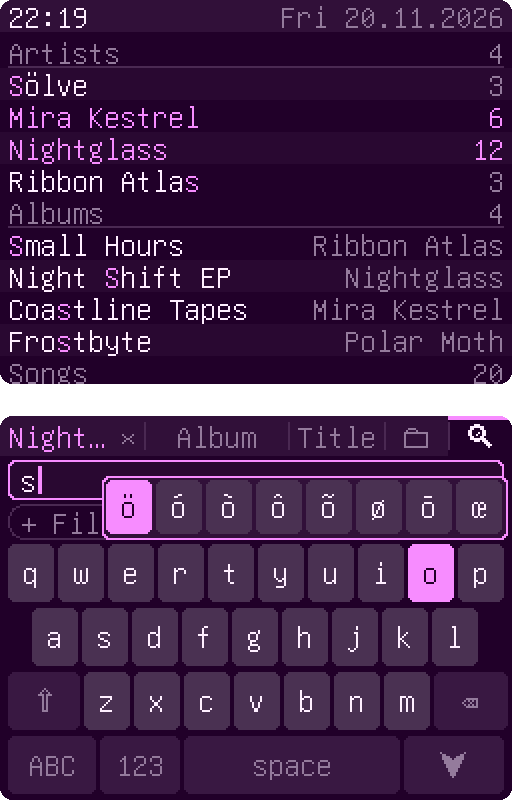 22:19 Fri 20.11.2026
Artists 4
Sölve 3
Mira Kestrel 6
Nightglass 12
Ribbon Atlas 3
Albums 4
Small Hours Ribbon Atlas
Night Shift EP Nightglass
Coastline Tapes Mira Kestrel
Frostbyte Polar Moth
Songs 20
Night… × Album Title
s
+ Fil
ö ó ò ô õ ø ō œ
q w e r t y u i o p
a s d f g h j k l
⇧ z x c v b n m ⌫
ABC 123 space